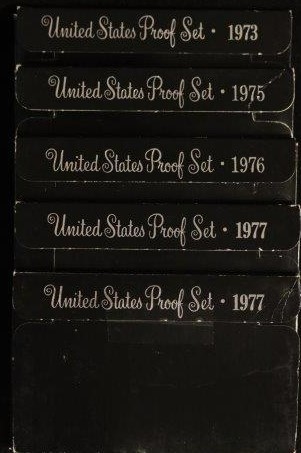 United States Proof Set · 1973
United States Proof Set · 1975
United States Proof Set · 1976
United States Proof Set · 1977
United States Proof Set · 1977